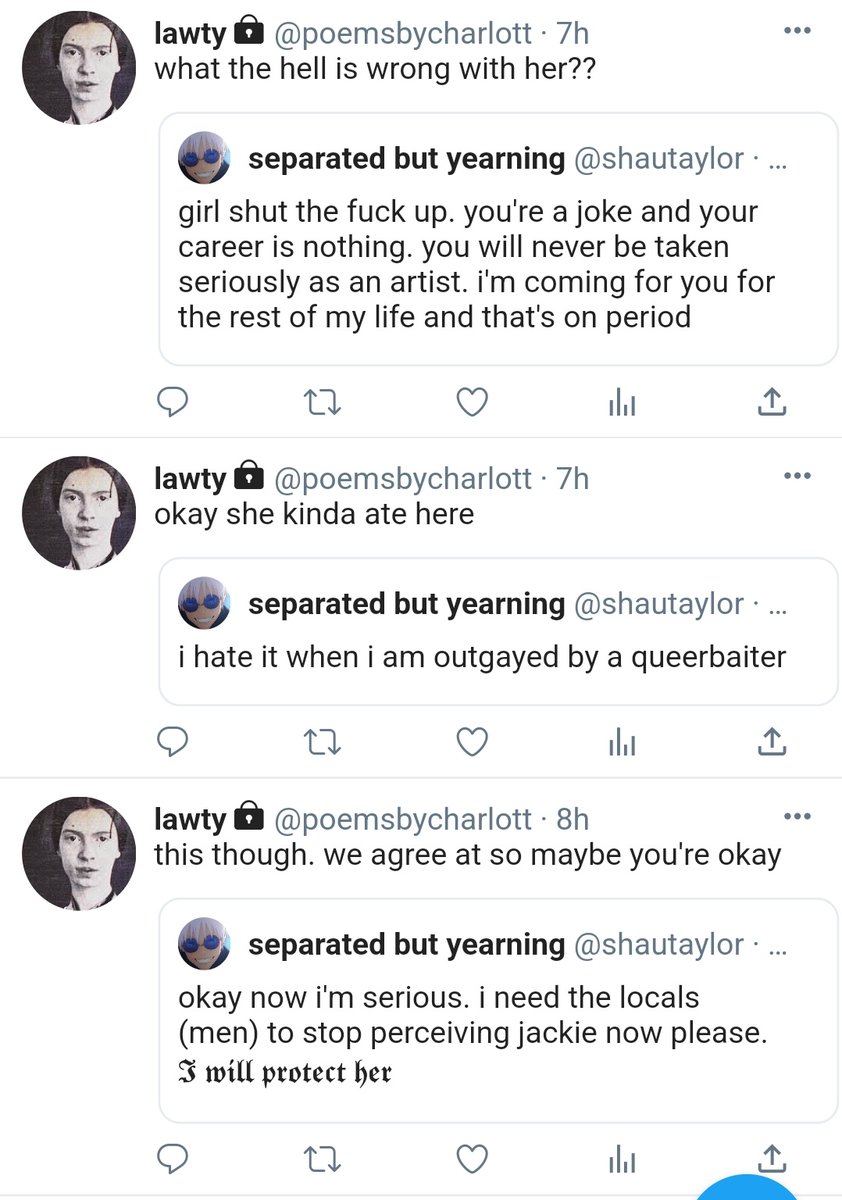 lawty @poemsbycharlott · 7h
what the hell is wrong with her??
separated but yearning @shautaylor · ...
girl shut the fuck up. you're a joke and your
career is nothing. you will never be taken
seriously as an artist. i'm coming for you for
the rest of my life and that's on period
lawty @poemsbycharlott · 7h
okay she kinda ate here
separated but yearning @shautaylor · ...
i hate it when i am outgayed by a queerbaiter
lawty @poemsbycharlott · 8h
this though. we agree at so maybe you're okay
separated but yearning @shautaylor · ...
okay now i'm serious. i need the locals
(men) to stop perceiving jackie now please.
𝕴 𝖜𝖎𝖑𝖑 𝖕𝖗𝖔𝖙𝖊𝖈𝖙 𝖍𝖊𝖗